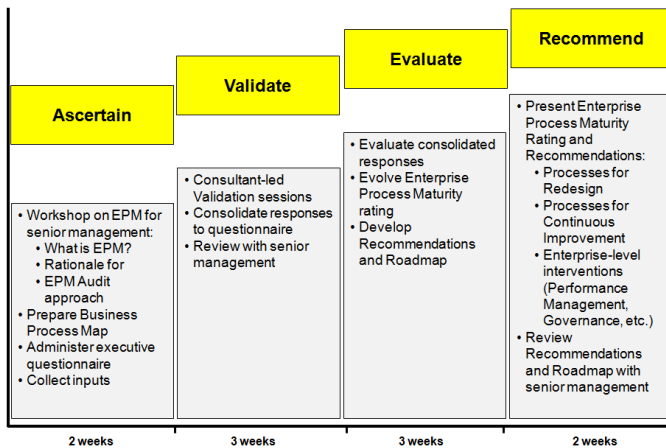 Ascertain
• Workshop on EPM for
senior management:
• What is EPM?
• Rationale for
• EPM Audit
approach
• Prepare Business
Process Map
• Administer executive
questionnaire
• Collect inputs
2 weeks
Validate
• Consultant-led
Validation sessions
• Consolidate responses
to questionnaire
• Review with senior
management
3 weeks
Evaluate
• Evaluate consolidated
responses
• Evolve Enterprise
Process Maturity
rating
• Develop
Recommendations
and Roadmap
3 weeks
Recommend
• Present Enterprise
Process Maturity
Rating and
Recommendations:
• Processes for
Redesign
• Processes for
Continuous
Improvement
• Enterprise-level
interventions
(Performance
Management,
Governance, etc.)
• Review
Recommendations
and Roadmap with
senior management
2 weeks